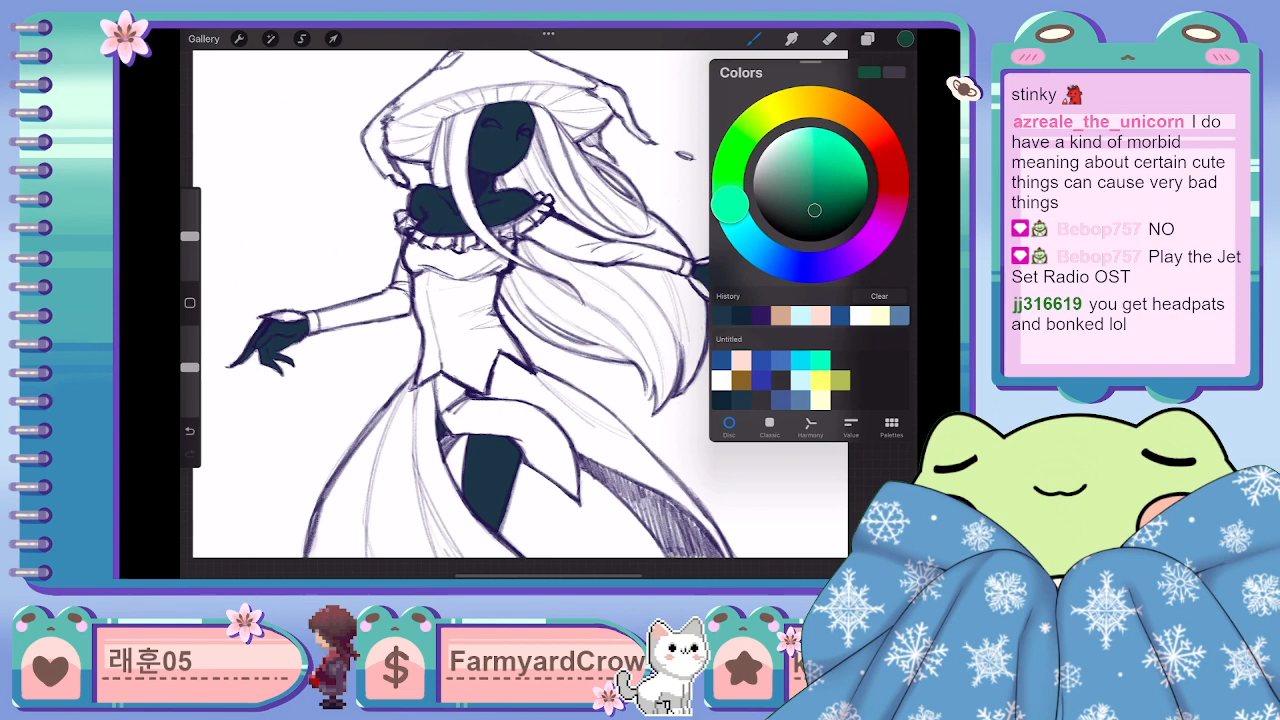 Gallery
Colors
History
Clear
Untitled
Disc
Classic
Harmony
Value
Palettes
stinky
azreale_the_unicorn I do
have a kind of morbid
meaning about certain cute
things can cause very bad
things
Bebop757 NO
Bebop757 Play the Jet
Set Radio OST
jj316619 you get headpats
and bonked lol
래훈05
$
FarmyardCrow